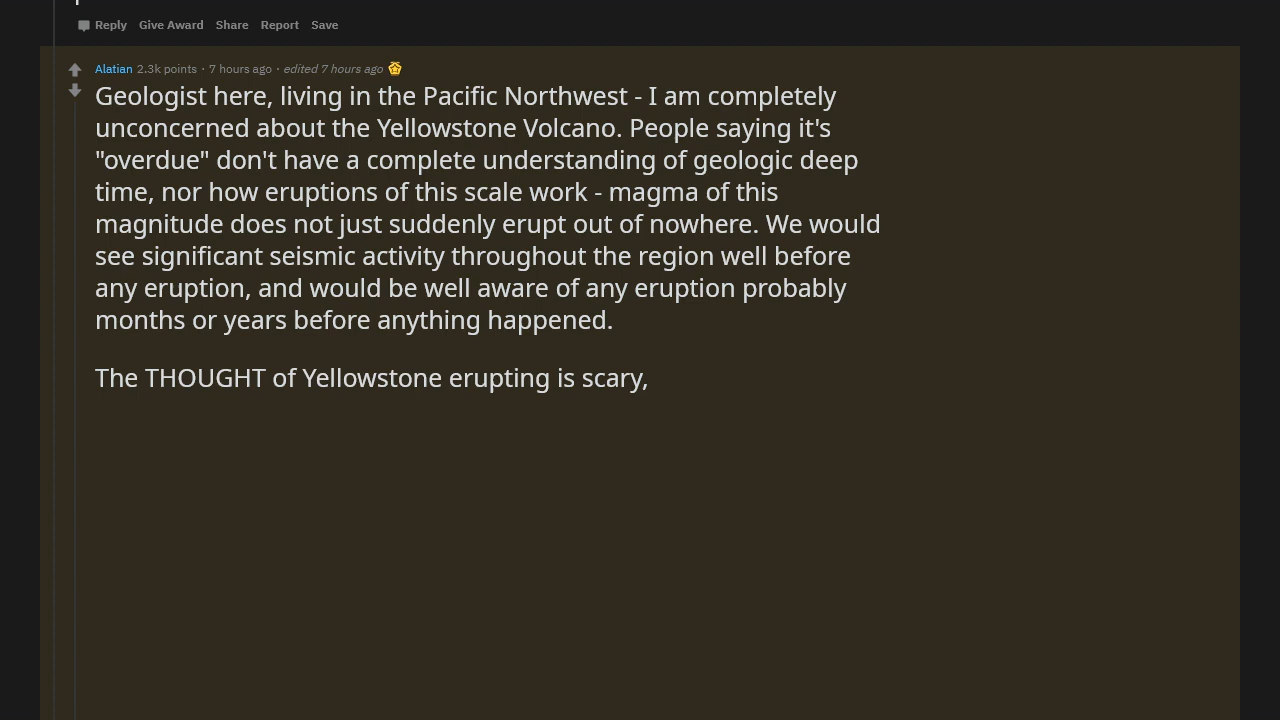 Reply Give Award Share Report Save
Alatian 2.3k points · 7 hours ago · edited 7 hours ago
Geologist here, living in the Pacific Northwest - I am completely
unconcerned about the Yellowstone Volcano. People saying it's
"overdue" don't have a complete understanding of geologic deep
time, nor how eruptions of this scale work - magma of this
magnitude does not just suddenly erupt out of nowhere. We would
see significant seismic activity throughout the region well before
any eruption, and would be well aware of any eruption probably
months or years before anything happened.
The THOUGHT of Yellowstone erupting is scary,